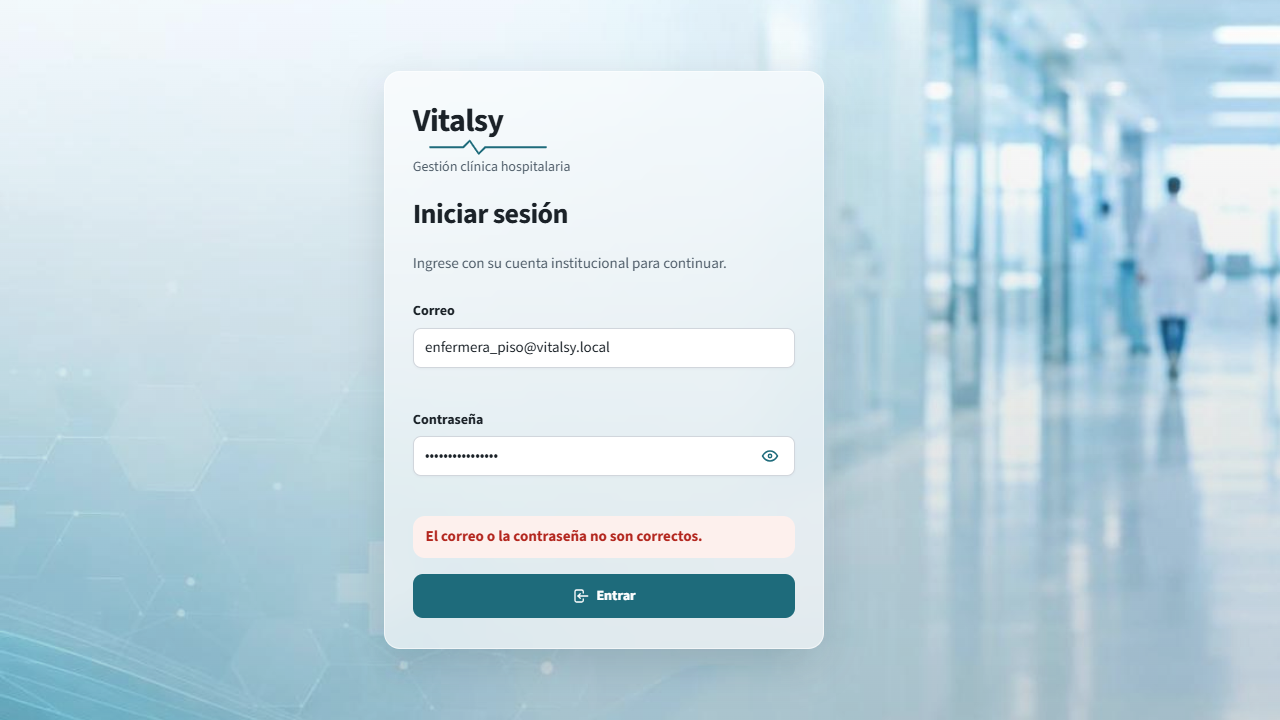 Vitalsy
Gestión clínica hospitalaria
Iniciar sesión
Ingrese con su cuenta institucional para continuar.
Correo
enfermera_piso@vitalsy.local
Contraseña
••••••••••••••••
El correo o la contraseña no son correctos.
Entrar